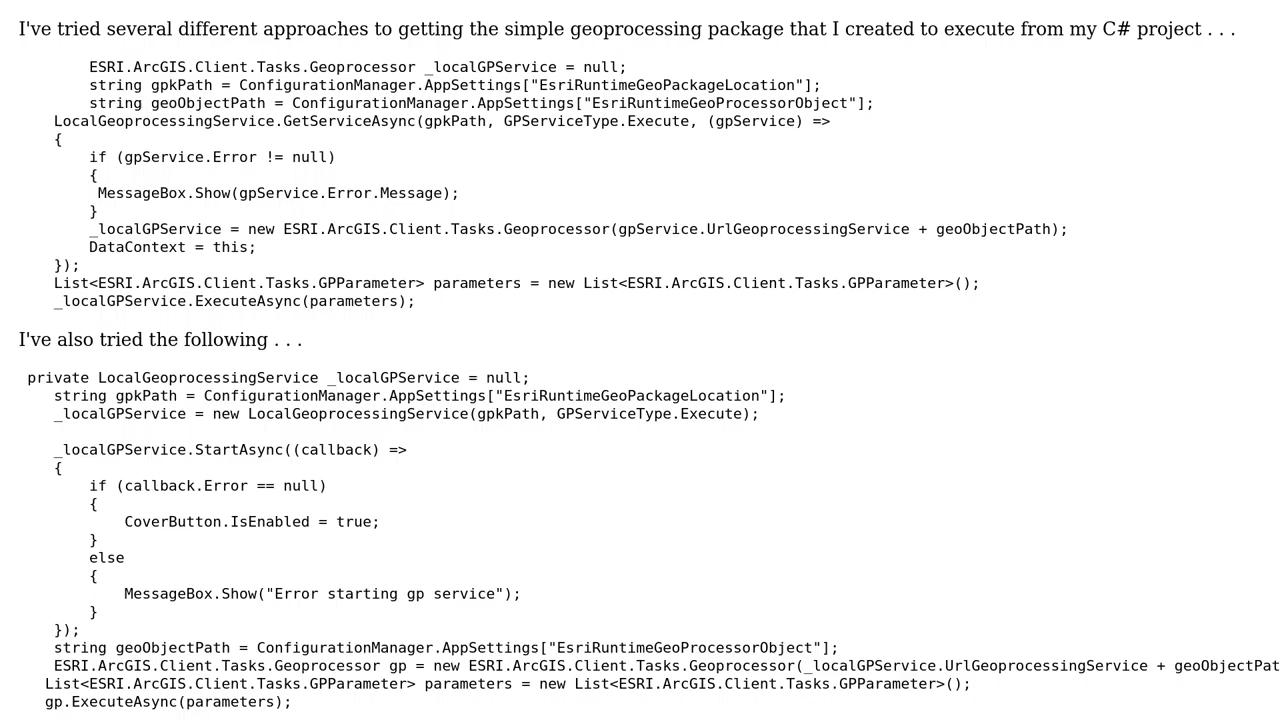 I've tried several different approaches to getting the simple geoprocessing package that I created to execute from my C# project . . .
ESRI.ArcGIS.Client.Tasks.Geoprocessor _localGPService = null;
string gpkPath = ConfigurationManager.AppSettings["EsriRuntimeGeoPackageLocation"];
string geoObjectPath = ConfigurationManager.AppSettings["EsriRuntimeGeoProcessorObject"];
LocalGeoprocessingService.GetServiceAsync(gpkPath, GPServiceType.Execute, (gpService) =>
{
if (gpService.Error != null)
{
MessageBox.Show(gpService.Error.Message);
}
_localGPService = new ESRI.ArcGIS.Client.Tasks.Geoprocessor(gpService.UrlGeoprocessingService + geoObjectPath);
DataContext = this;
});
List<ESRI.ArcGIS.Client.Tasks.GPParameter> parameters = new List<ESRI.ArcGIS.Client.Tasks.GPParameter>();
_localGPService.ExecuteAsync(parameters);
I've also tried the following . . .
private LocalGeoprocessingService _localGPService = null;
string gpkPath = ConfigurationManager.AppSettings["EsriRuntimeGeoPackageLocation"];
_localGPService = new LocalGeoprocessingService(gpkPath, GPServiceType.Execute);
_localGPService.StartAsync((callback) =>
{
if (callback.Error == null)
{
CoverButton.IsEnabled = true;
}
else
{
MessageBox.Show("Error starting gp service");
}
});
string geoObjectPath = ConfigurationManager.AppSettings["EsriRuntimeGeoProcessorObject"];
ESRI.ArcGIS.Client.Tasks.Geoprocessor gp = new ESRI.ArcGIS.Client.Tasks.Geoprocessor(_localGPService.UrlGeoprocessingService + geoObjectPat
List<ESRI.ArcGIS.Client.Tasks.GPParameter> parameters = new List<ESRI.ArcGIS.Client.Tasks.GPParameter>();
gp.ExecuteAsync(parameters);